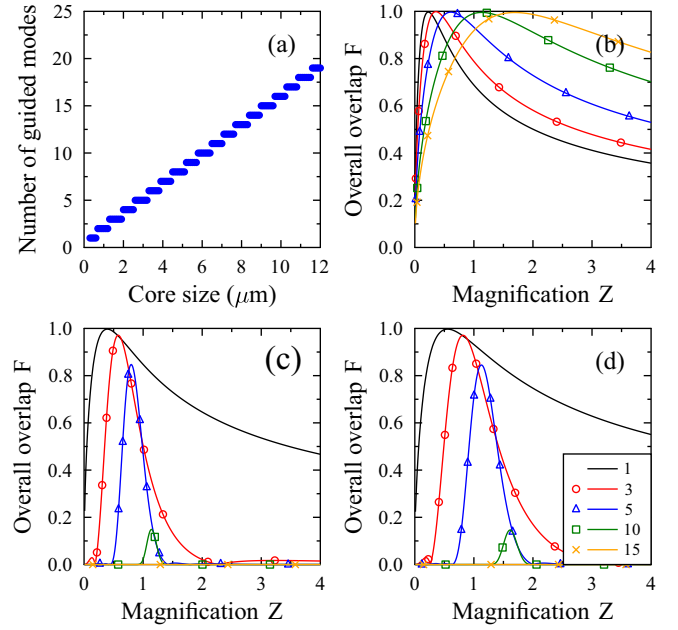 25
20
15
10
5
0
Number of guided modes
(a)
0 2 4 6 8 10 12
Core size (μm)
1.0
0.8
0.6
0.4
0.2
0.0
Overall overlap F
(b)
0 1 2 3 4
Magnification Z
1.0
0.8
0.6
0.4
0.2
0.0
Overall overlap F
(c)
0 1 2 3 4
Magnification Z
1.0
0.8
0.6
0.4
0.2
0.0
Overall overlap F
(d)
1
3
5
10
15
0 1 2 3 4
Magnification Z